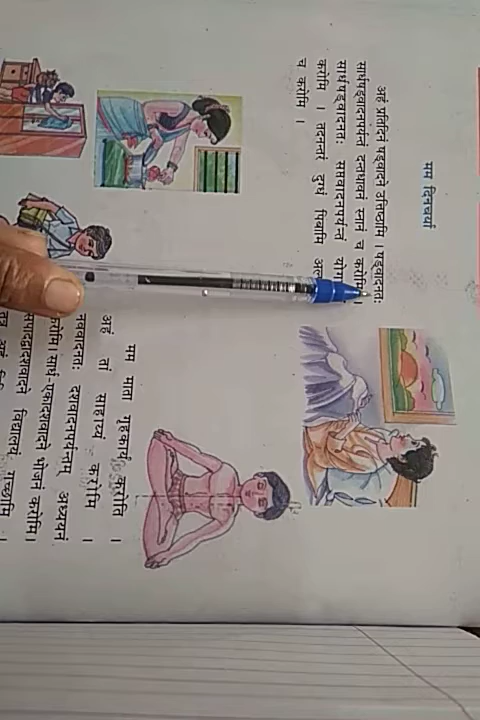 मम दिनचर्या
अहं प्रतिदिनं षड्वादने उत्तिष्ठामि । षड्वादनतः
सार्धषड्वादनपर्यन्तं दन्तधावनं स्नानं च करोमि ।
सार्धषड्वादनतः सप्तवादनपर्यन्तं
करोमि । तदनन्तरं दुग्धं पिबामि
च करोमि ।
मम माता गृहकार्यं करोति ।
अहं तां साहाय्यं करोमि ।
नववादनतः दशवादनपर्यन्तम् अध्ययनं
करोमि। सार्ध-एकादशवादने भोजनं करोमि।
विद्यालयं गच्छामि ।